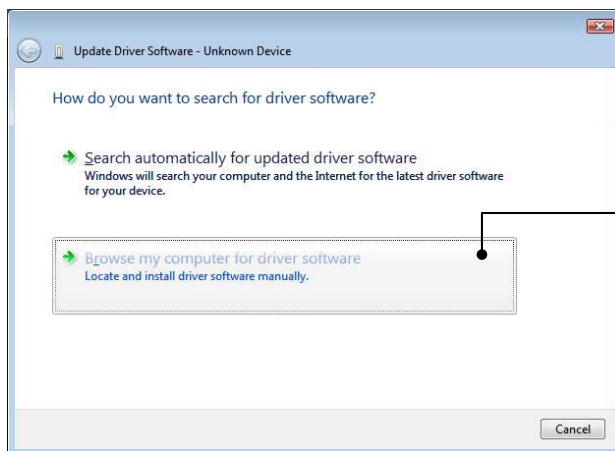 Update Driver Software - Unknown Device
How do you want to search for driver software?
Search automatically for updated driver software
Windows will search your computer and the Internet for the latest driver software
for your device.
Browse my computer for driver software
Locate and install driver software manually.
Cancel